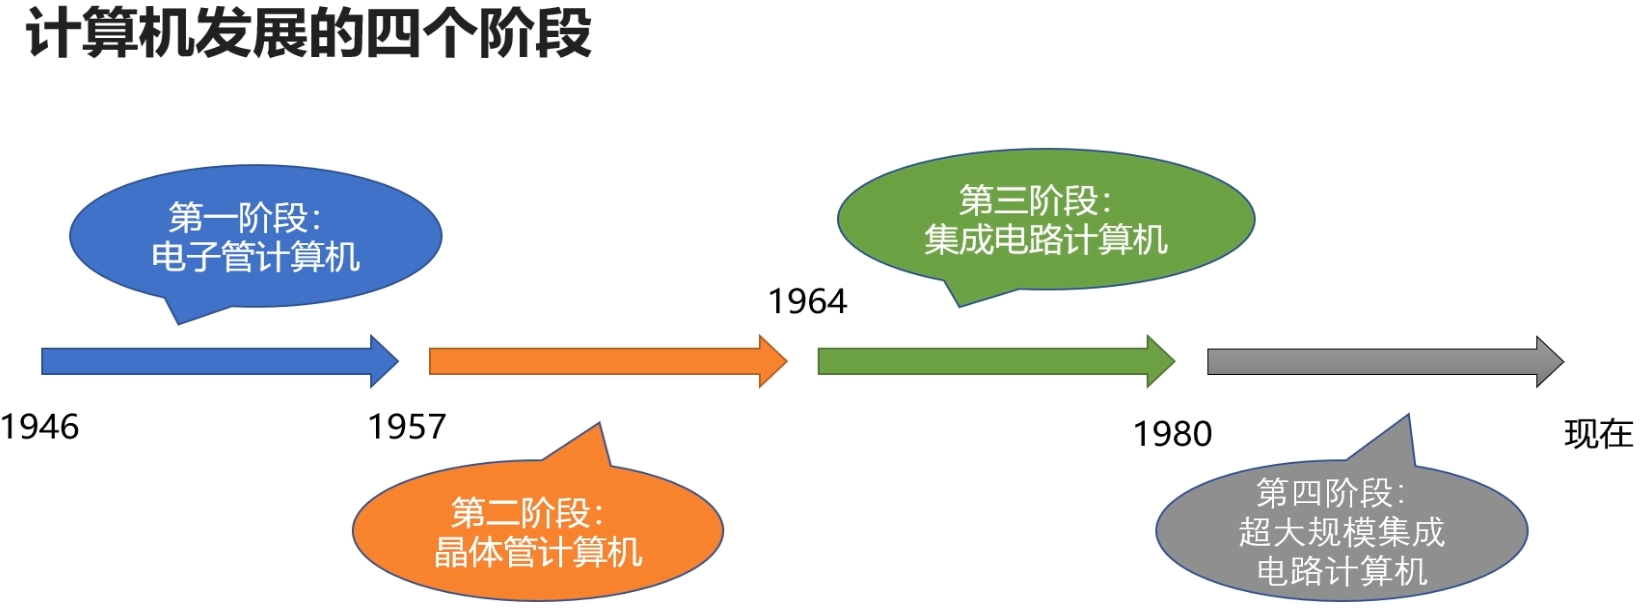 计算机发展的四个阶段
第一阶段：
电子管计算机
第三阶段：
集成电路计算机
1964
1946
1957
1980
现在
第二阶段：
晶体管计算机
第四阶段：
超大规模集成
电路计算机